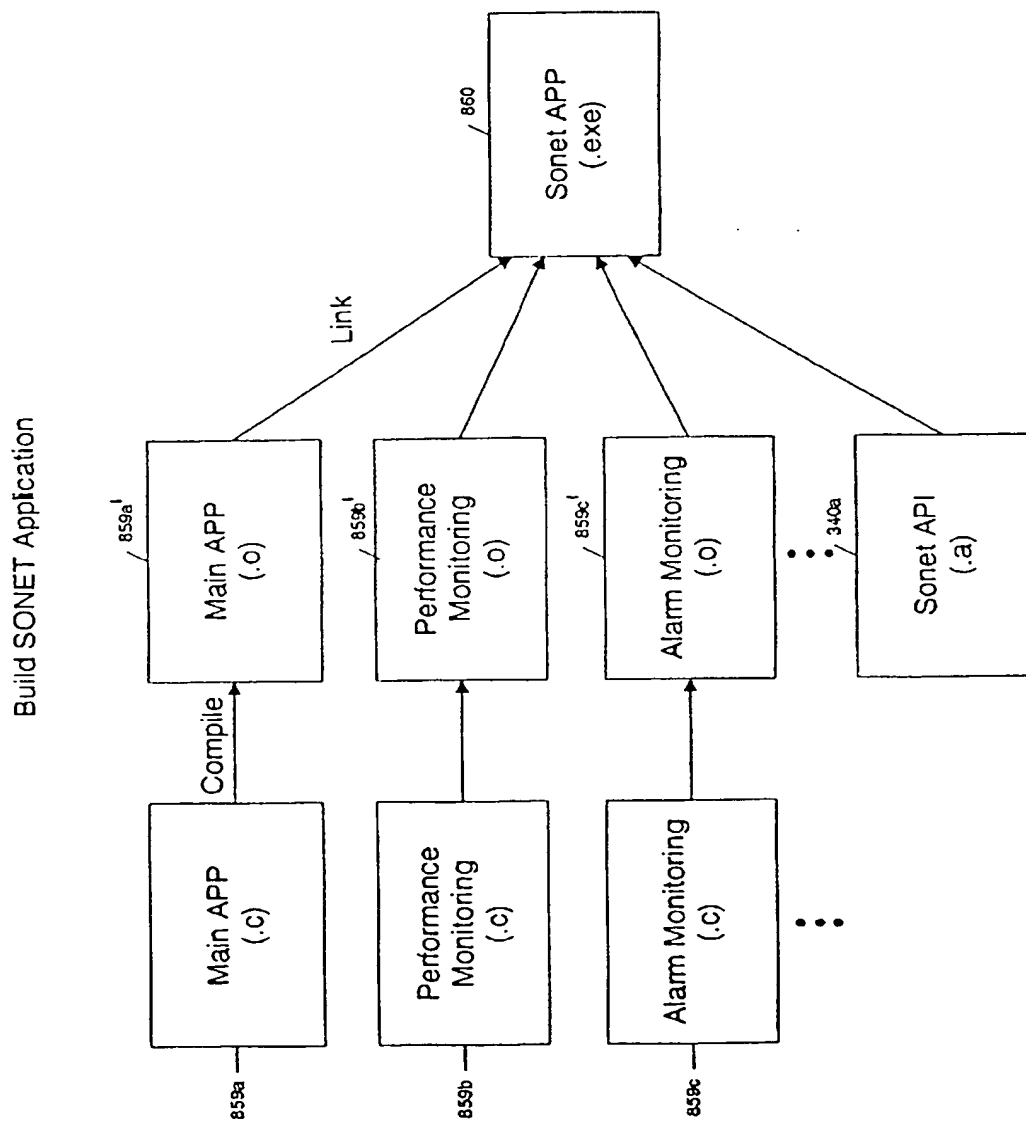 Build SONET Application
859a
Main APP
(.c)
Compile
859a'
Main APP
(.o)
Link
859b
Performance
Monitoring
(.c)
859b'
Performance
Monitoring
(.o)
859c
Alarm Monitoring
(.c)
859c'
Alarm Monitoring
(.o)
340a
Sonet API
(.a)
860
Sonet APP
(.exe)